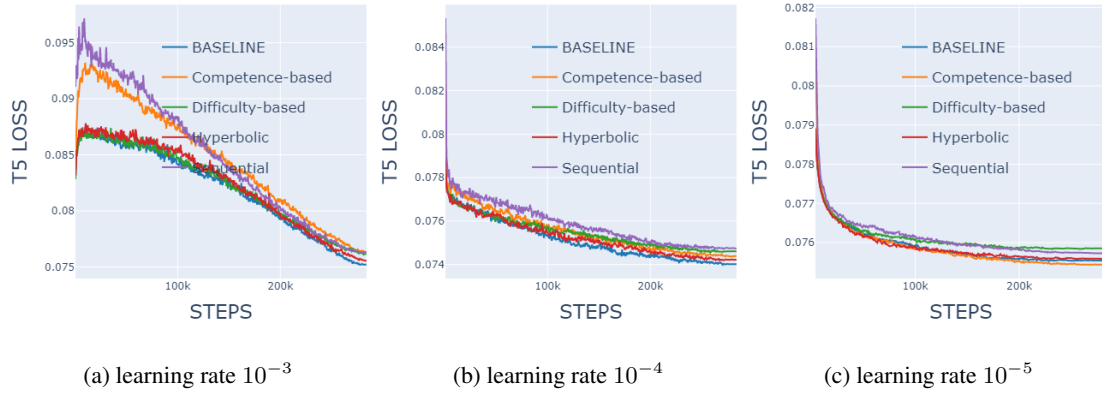 T5 LOSS
0.095
0.09
0.085
0.08
0.075
BASELINE
Competence-based
Difficulty-based
Hyperbolic
Sequential
100k 200k
STEPS
(a) learning rate 10−3
T5 LOSS
0.084
0.082
0.08
0.078
0.076
0.074
BASELINE
Competence-based
Difficulty-based
Hyperbolic
Sequential
100k 200k
STEPS
(b) learning rate 10−4
T5 LOSS
0.081
0.08
0.079
0.078
0.077
0.076
BASELINE
Competence-based
Difficulty-based
Hyperbolic
Sequential
100k 200k
STEPS
(c) learning rate 10−5